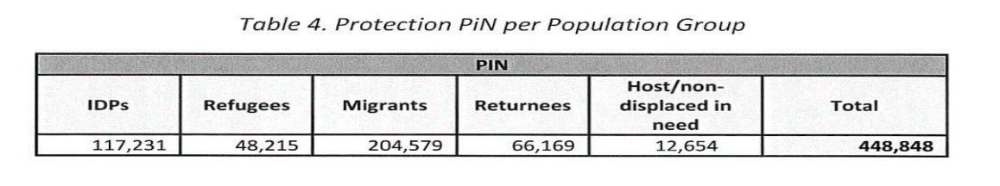 Table 4. Protection PiN per Population Group
PIN
IDPs Refugees Migrants Returnees Host/non-displaced in need Total
117,231 48,215 204,579 66,169 12,654 448,848